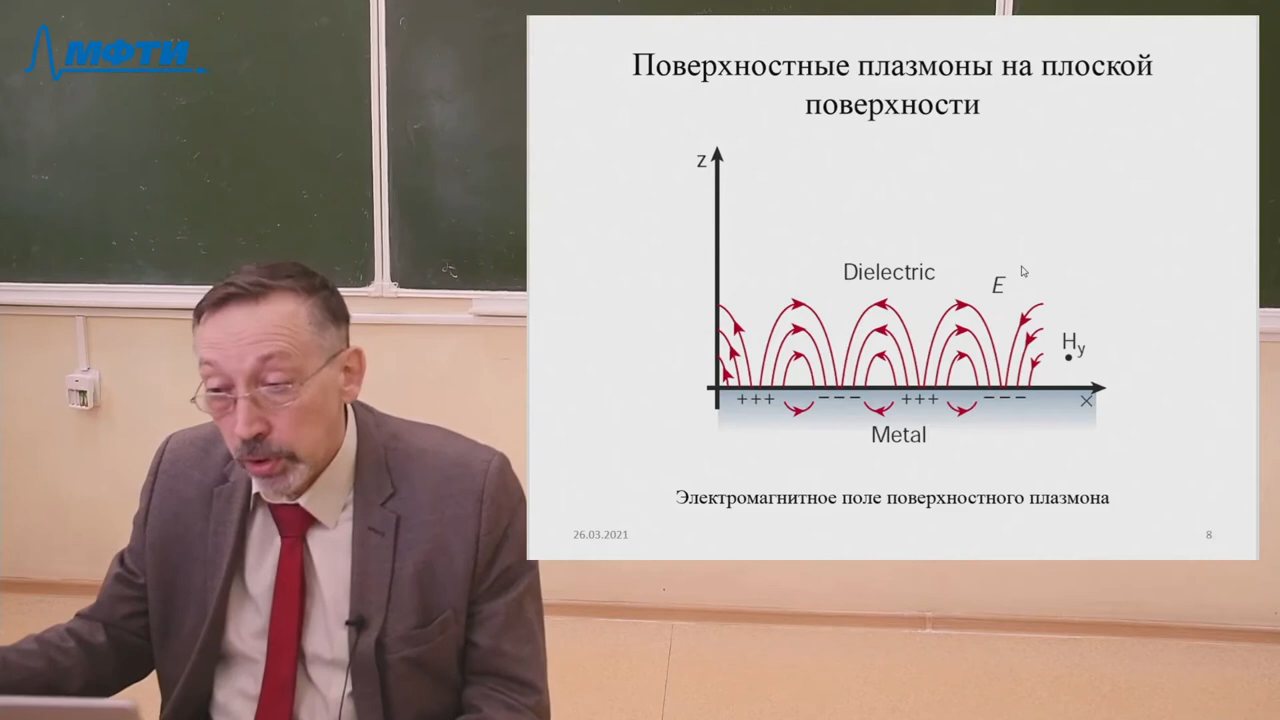 МФТИ
Поверхностные плазмоны на плоской
поверхности
z
Dielectric
E
Hy
+++ --- +++ --- x
Metal
Электромагнитное поле поверхностного плазмона
26.03.2021 8